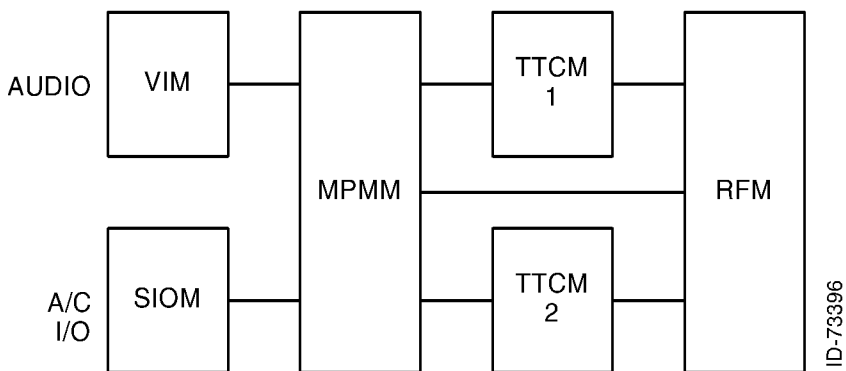 AUDIO
VIM
MPMM
TTCM
1
RFM
A/C
I/O
SIOM
TTCM
2
ID-73396